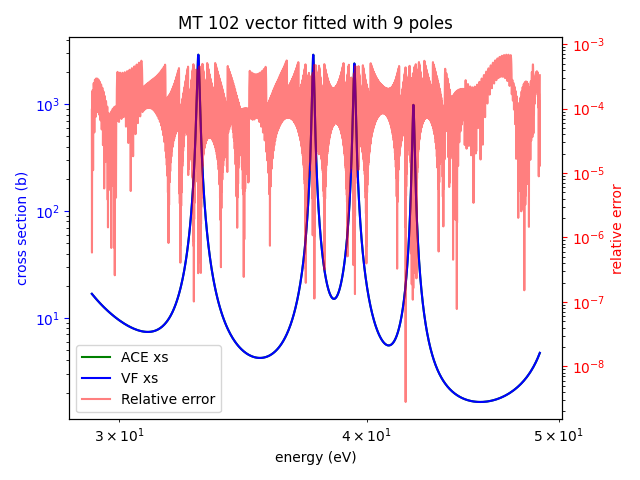 MT 102 vector fitted with 9 poles
cross section (b)
10³
10²
10¹
10⁻³
10⁻⁴
10⁻⁵
10⁻⁶
10⁻⁷
10⁻⁸
relative error
ACE xs
VF xs
Relative error
3 × 10¹ 4 × 10¹ 5 × 10¹
energy (eV)